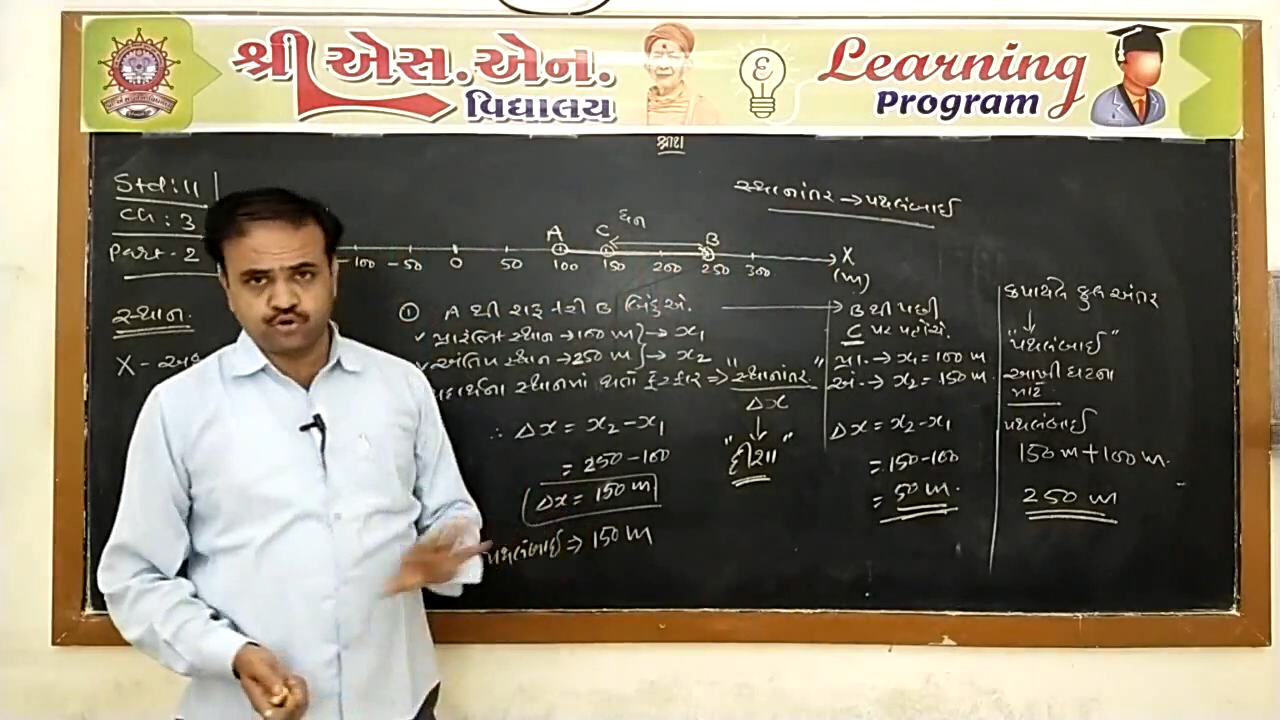 શ્રી એસ.એન.
વિદ્યાલય
Learning
Program
શ્રીજી
Std: 11
Ch: 3
Part - 2
સ્થાનાંતર → પથલંબાઈ
ધન
A C B
-100 -50 0 50 100 150 200 250 300 X
(m)
સ્થાન
X -
① A થી શરૂ કરી B બિંદુએ.
પ્રારંભિક સ્થાન → 100 m } → x₁
અંતિમ સ્થાન → 250 m } → x₂
પદાર્થના સ્થાનમાં થતો ફેરફાર ⇒ "સ્થાનાંતર"
Δx
↓
"દિશા"
∴ Δx = x₂ - x₁
= 250 - 100
Δx = 150 m
પથલંબાઈ ⇒ 150 m
→ B થી પછી
C પર પહોંચે.
પ્રા. → x₁ = 100 m
અં. → x₂ = 150 m.
Δx = x₂ - x₁
= 150 - 100
= 50 m.
કપાયેલ કુલ અંતર
↓
"પથલંબાઈ"
આખી ઘટના
માટે
પથલંબાઈ
150 m + 100 m.
250 m